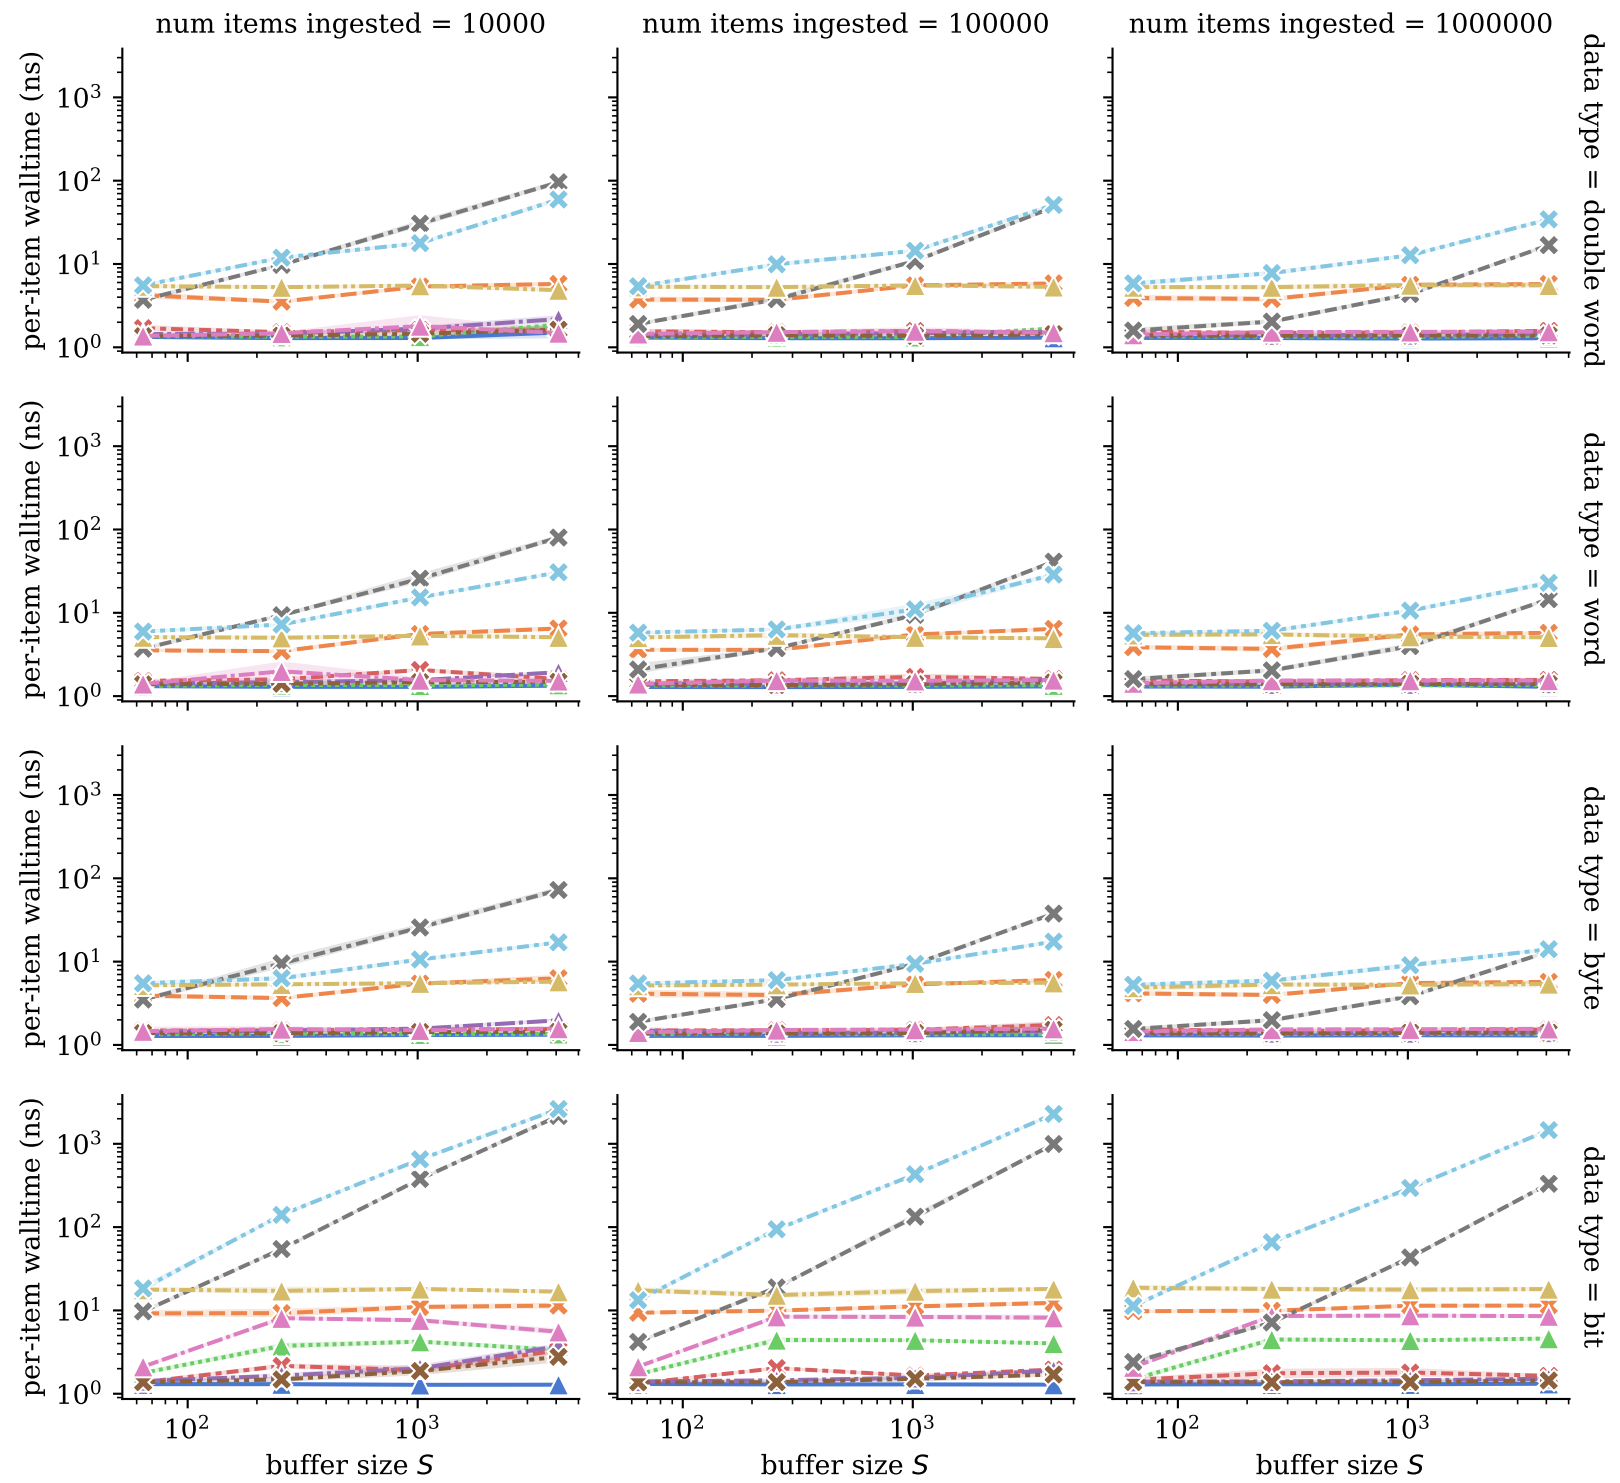 num items ingested = 10000
num items ingested = 100000
num items ingested = 1000000
per-item walltime (ns)
10³
10²
10¹
10⁰
data type = double word
per-item walltime (ns)
10³
10²
10¹
10⁰
data type = word
per-item walltime (ns)
10³
10²
10¹
10⁰
data type = byte
per-item walltime (ns)
10³
10²
10¹
10⁰
data type = bit
10² 10³
10² 10³
10² 10³
buffer size S
buffer size S
buffer size S